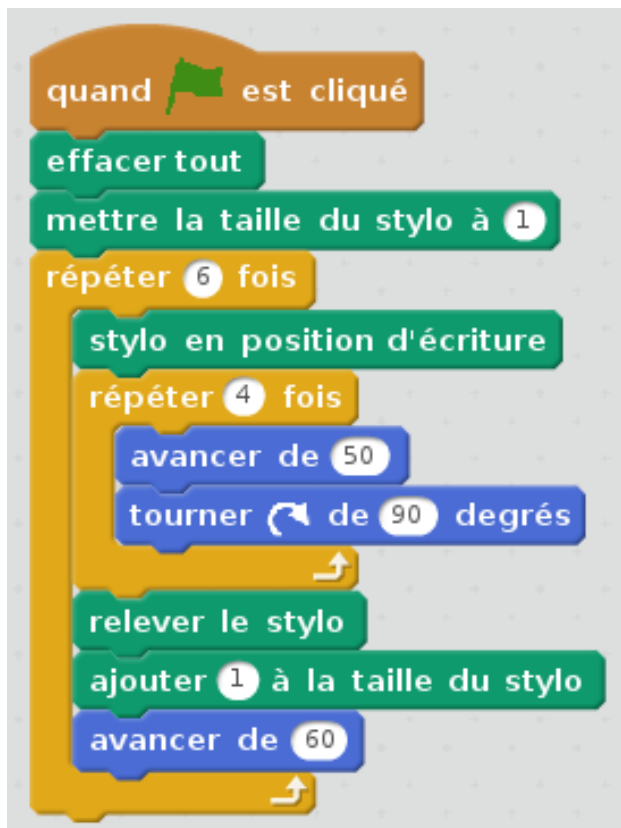 quand est cliqué
effacer tout
mettre la taille du stylo à 1
répéter 6 fois
stylo en position d'écriture
répéter 4 fois
avancer de 50
tourner de 90 degrés
relever le stylo
ajouter 1 à la taille du stylo
avancer de 60